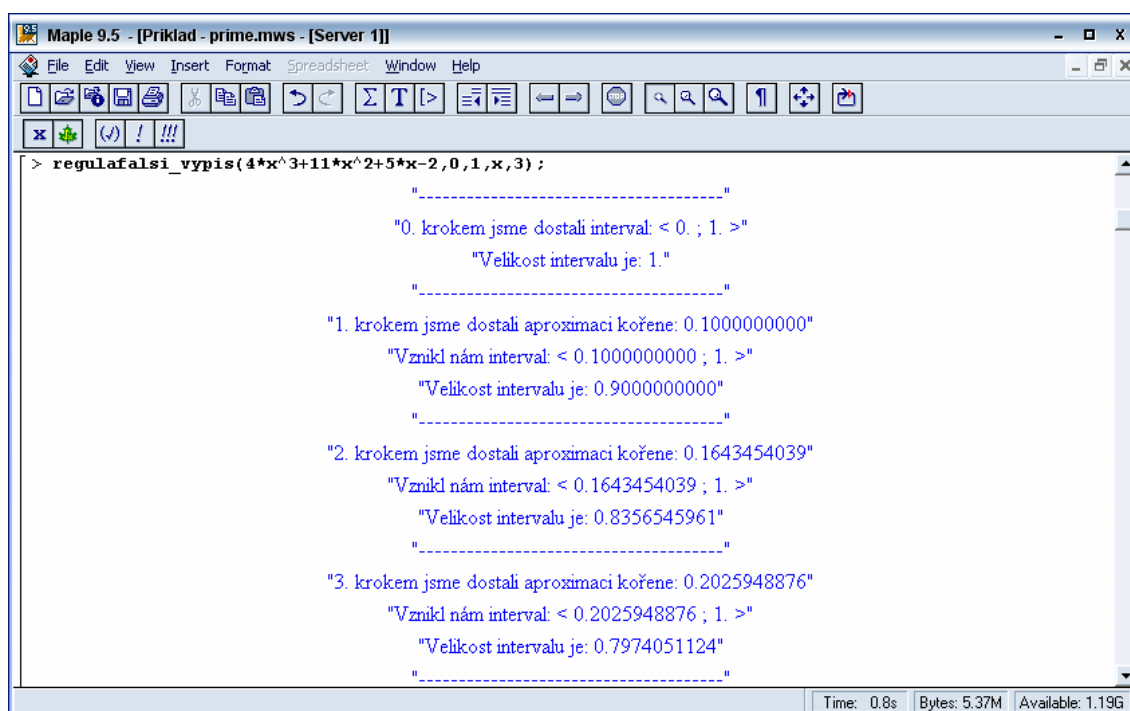 Maple 9.5 - [Priklad - prime.mws - [Server 1]]
File Edit View Insert Format Spreadsheet Window Help
> regulafalsi_vypis(4*x^3+11*x^2+5*x-2,0,1,x,3);
"--------------------------------------"
"0. krokem jsme dostali interval: < 0. ; 1. >"
"Velikost intervalu je: 1."
"--------------------------------------"
"1. krokem jsme dostali aproximaci kořene: 0.1000000000"
"Vznikl nám interval: < 0.1000000000 ; 1. >"
"Velikost intervalu je: 0.9000000000"
"--------------------------------------"
"2. krokem jsme dostali aproximaci kořene: 0.1643454039"
"Vznikl nám interval: < 0.1643454039 ; 1. >"
"Velikost intervalu je: 0.8356545961"
"--------------------------------------"
"3. krokem jsme dostali aproximaci kořene: 0.2025948876"
"Vznikl nám interval: < 0.2025948876 ; 1. >"
"Velikost intervalu je: 0.7974051124"
"--------------------------------------"
Time: 0.8s Bytes: 5.37M Available: 1.19G